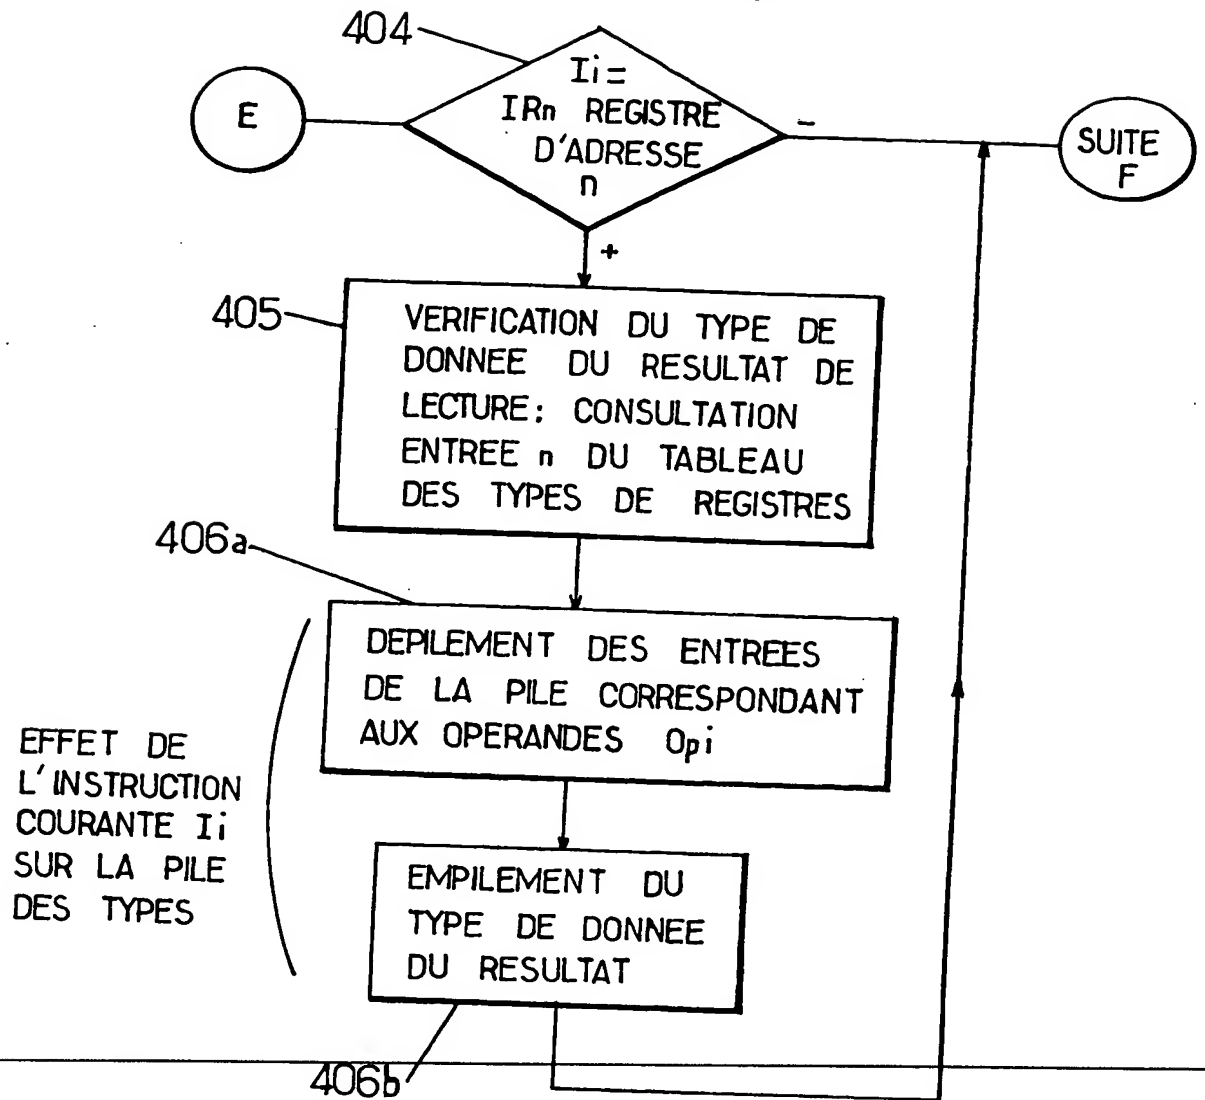 404
E
Ii=
IRn REGISTRE
D'ADRESSE
n
-
SUITE
F
+
405
VERIFICATION DU TYPE DE
DONNEE DU RESULTAT DE
LECTURE: CONSULTATION
ENTREE n DU TABLEAU
DES TYPES DE REGISTRES
406a
DEPILEMENT DES ENTREES
DE LA PILE CORRESPONDANT
AUX OPERANDES Opi
EFFET DE
L'INSTRUCTION
COURANTE Ii
SUR LA PILE
DES TYPES
EMPILEMENT DU
TYPE DE DONNEE
DU RESULTAT
406b